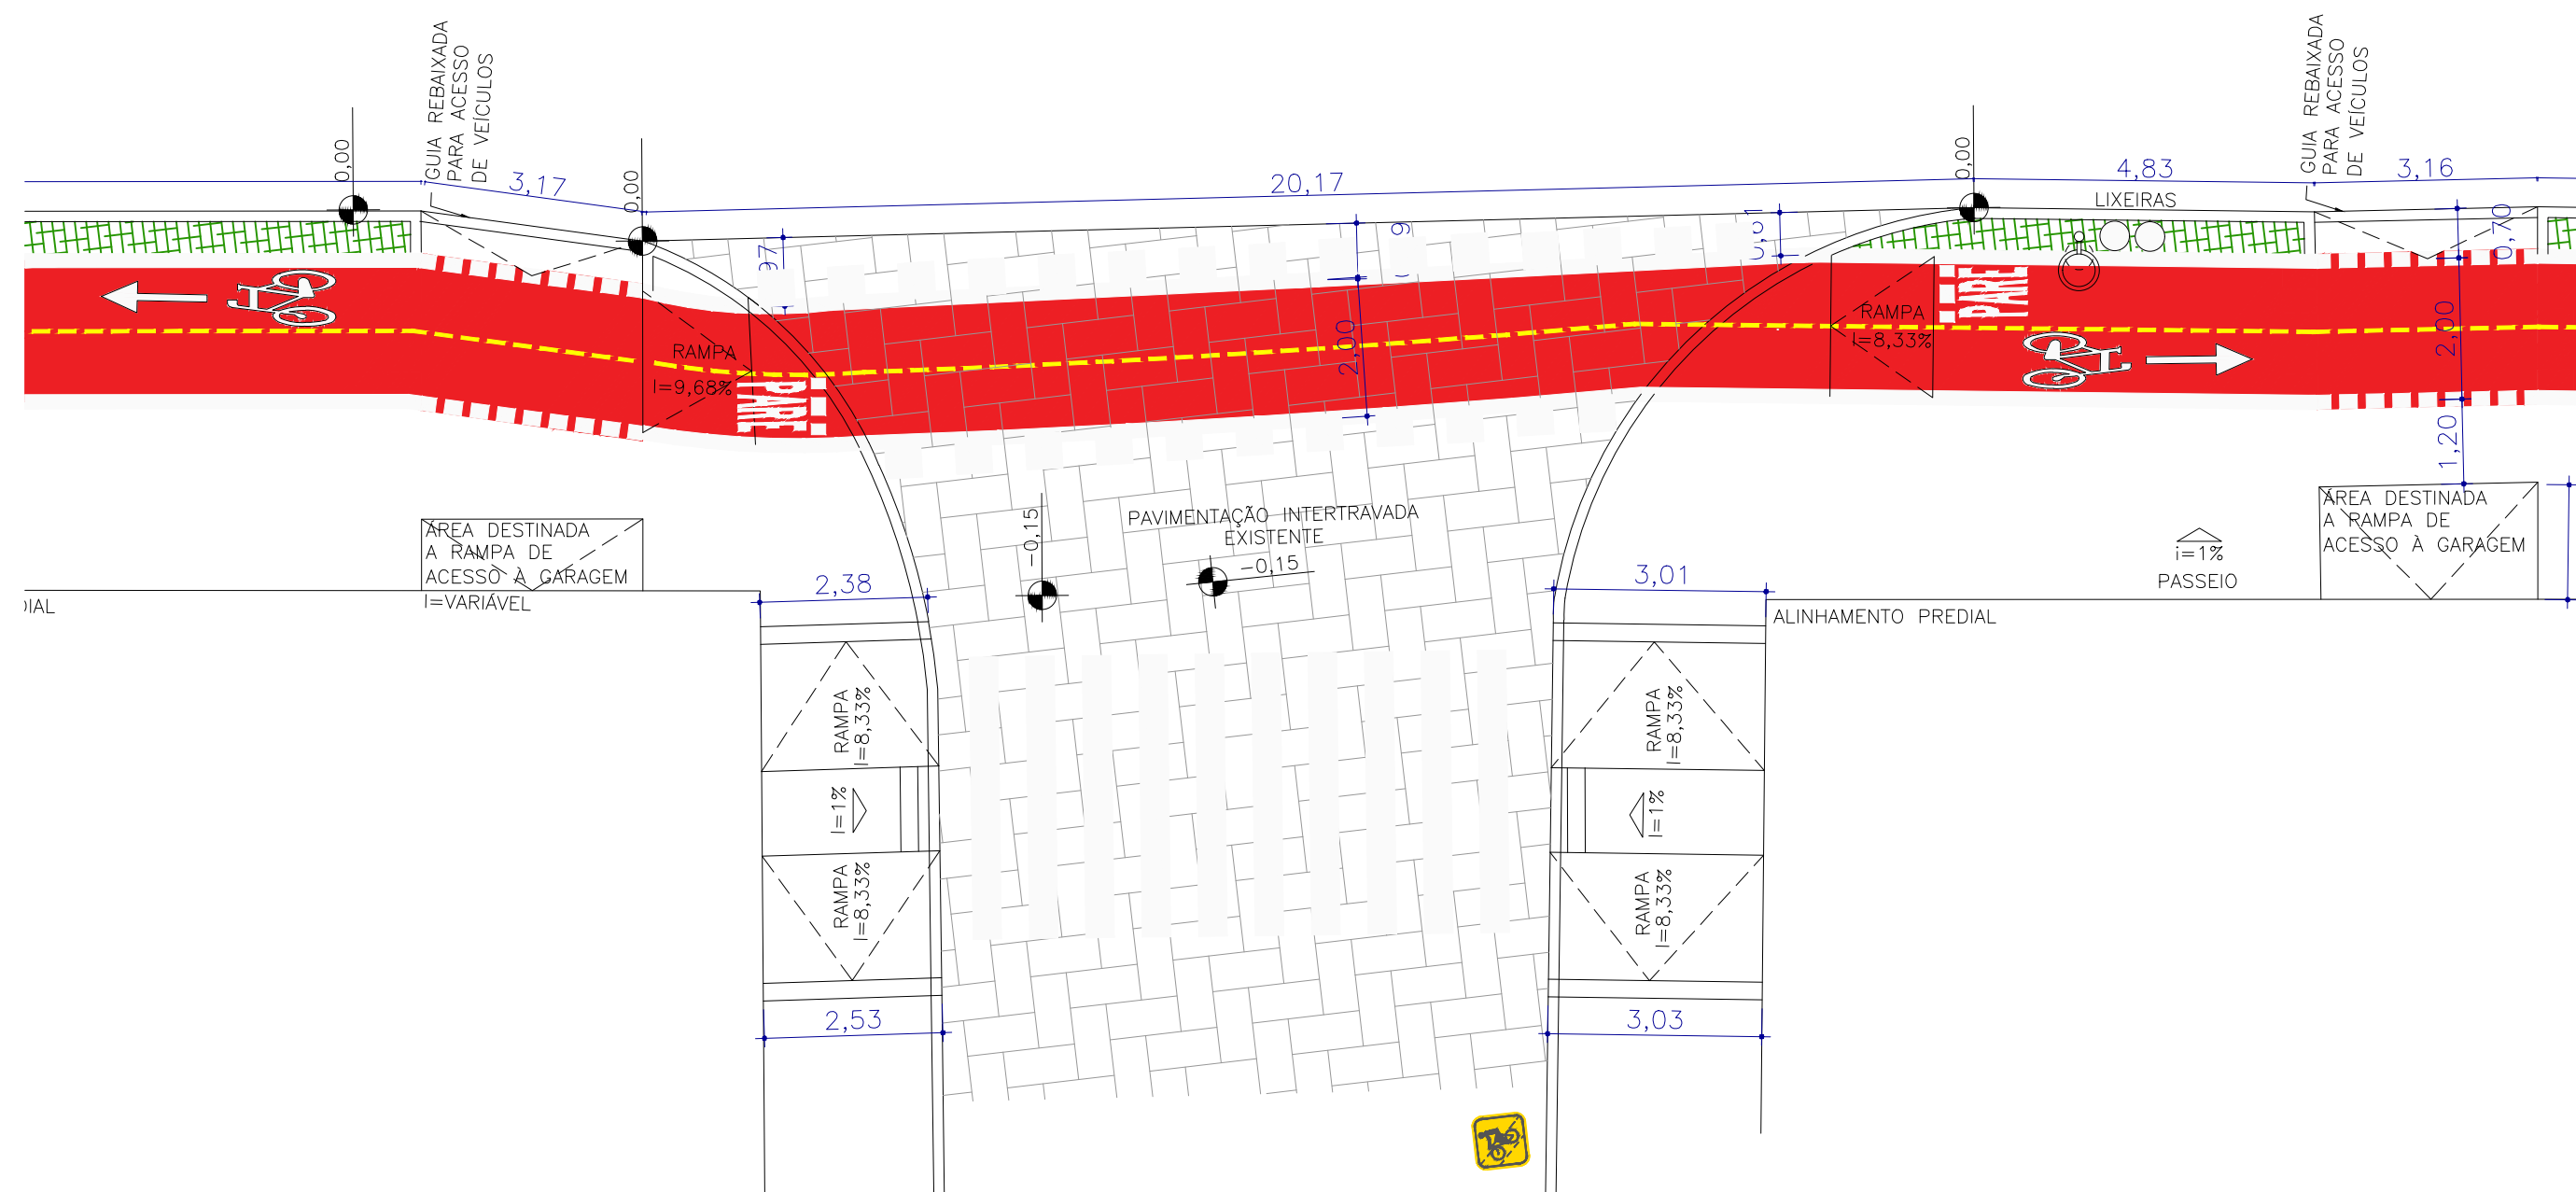 GUIA REBAIXADA
PARA ACESSO
DE VEÍCULOS
GUIA REBAIXADA
PARA ACESSO
DE VEÍCULOS
0,00
3,17
0,00
20,17
0,00
4,83
3,16
LIXEIRAS
0,70
RAMPA
I=9,68%
PARE
2,00
RAMPA
I=8,33%
PARE
2,00
1,20
ÁREA DESTINADA
A RAMPA DE
ACESSO À GARAGEM
I=VARIÁVEL
-0,15
PAVIMENTAÇÃO INTERTRAVADA
EXISTENTE
-0,15
ÁREA DESTINADA
A RAMPA DE
ACESSO À GARAGEM
i=1%
PASSEIO
2,38
3,01
ALINHAMENTO PREDIAL
RAMPA
I=8,33%
RAMPA
I=8,33%
I=1%
I=1%
RAMPA
I=8,33%
RAMPA
I=8,33%
2,53
3,03